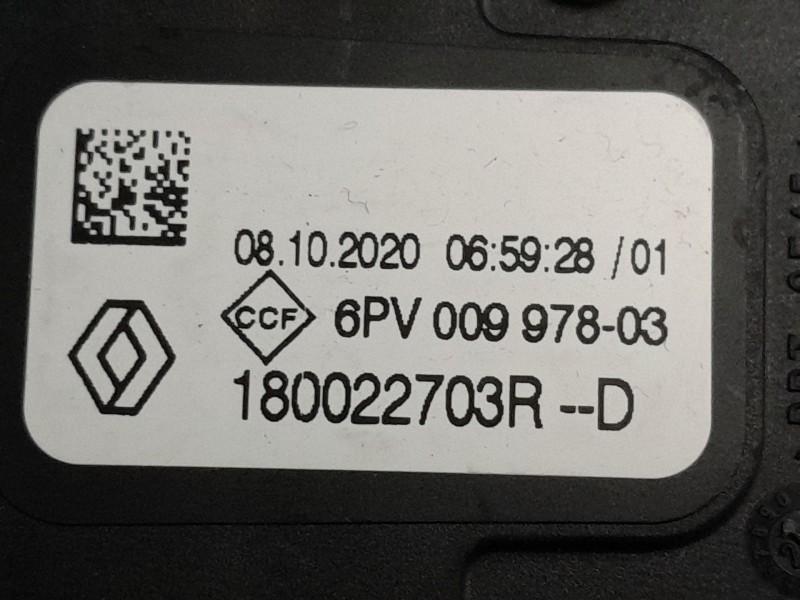 08.10.2020 06:59:28 /01
CCF 6PV 009 978-03
180022703R --D